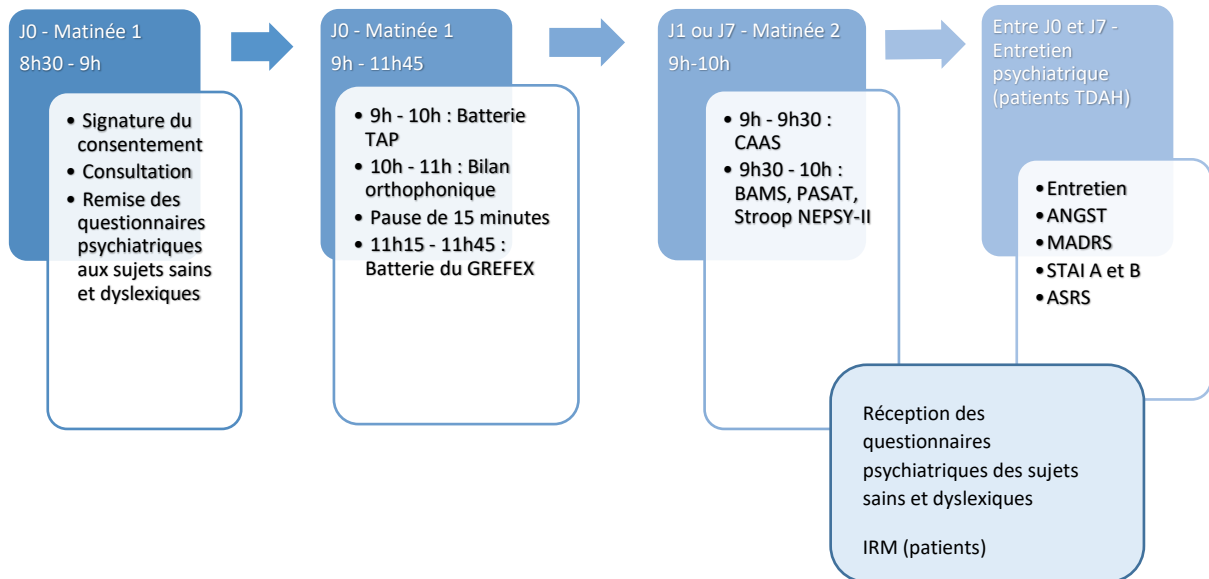 J0 - Matinée 1
8h30 - 9h
• Signature du
consentement
• Consultation
• Remise des
questionnaires
psychiatriques
aux sujets sains
et dyslexiques
J0 - Matinée 1
9h - 11h45
• 9h - 10h : Batterie
TAP
• 10h - 11h : Bilan
orthophonique
• Pause de 15 minutes
• 11h15 - 11h45 :
Batterie du GREFEX
J1 ou J7 - Matinée 2
9h-10h
• 9h - 9h30 :
CAAS
• 9h30 - 10h :
BAMS, PASAT,
Stroop NEPSY-II
Entre J0 et J7 -
Entretien
psychiatrique
(patients TDAH)
• Entretien
• ANGST
• MADRS
• STAI A et B
• ASRS
Réception des
questionnaires
psychiatriques des sujets
sains et dyslexiques
IRM (patients)